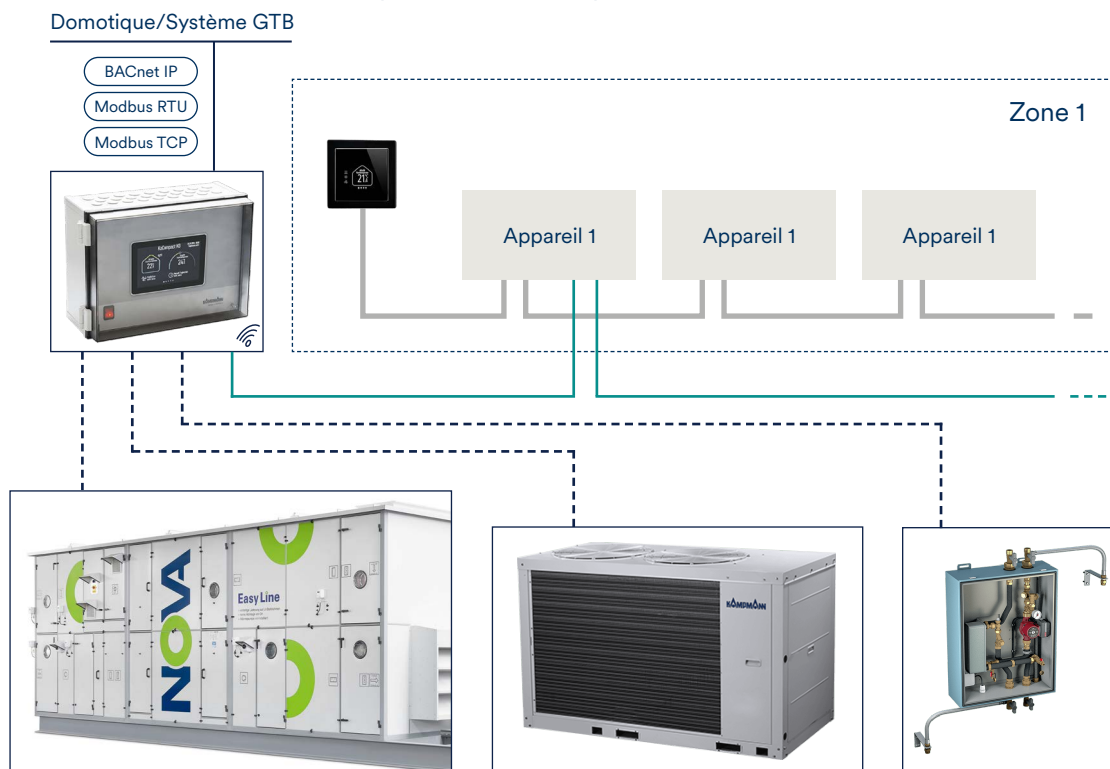 Domotique/Système GTB
BACnet IP
Modbus RTU
Modbus TCP
Zone 1
Appareil 1
Appareil 1
Appareil 1
NOVA
Easy Line
KAMPMANN